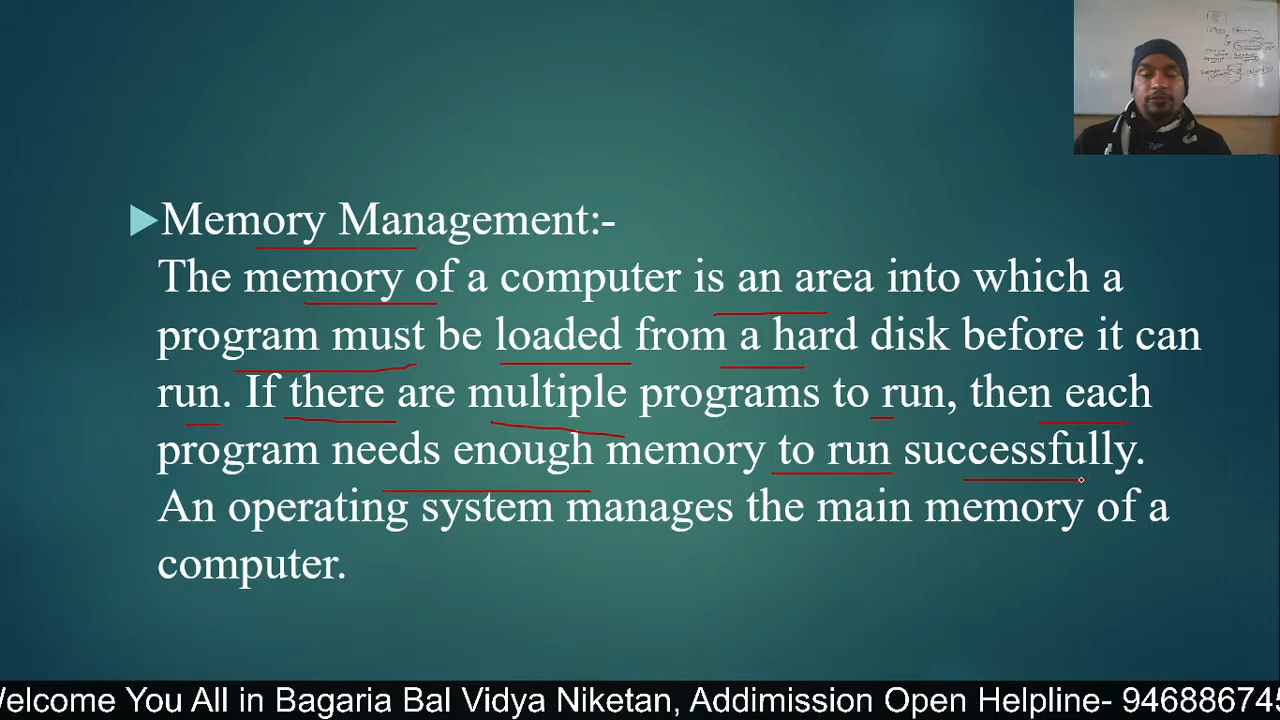 Memory Management:-
The memory of a computer is an area into which a
program must be loaded from a hard disk before it can
run. If there are multiple programs to run, then each
program needs enough memory to run successfully.
An operating system manages the main memory of a
computer.
Welcome You All in Bagaria Bal Vidya Niketan, Addimission Open Helpline- 946886745